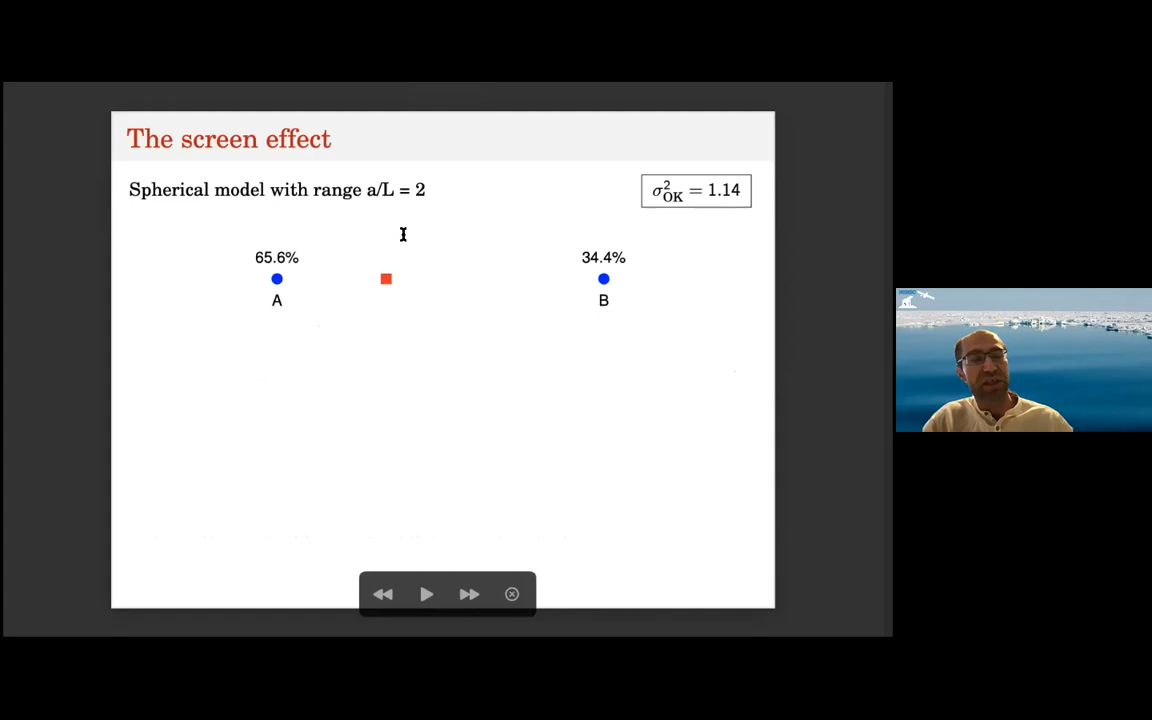 The screen effect
Spherical model with range a/L = 2
σ²OK = 1.14
65.6%
34.4%
A
B